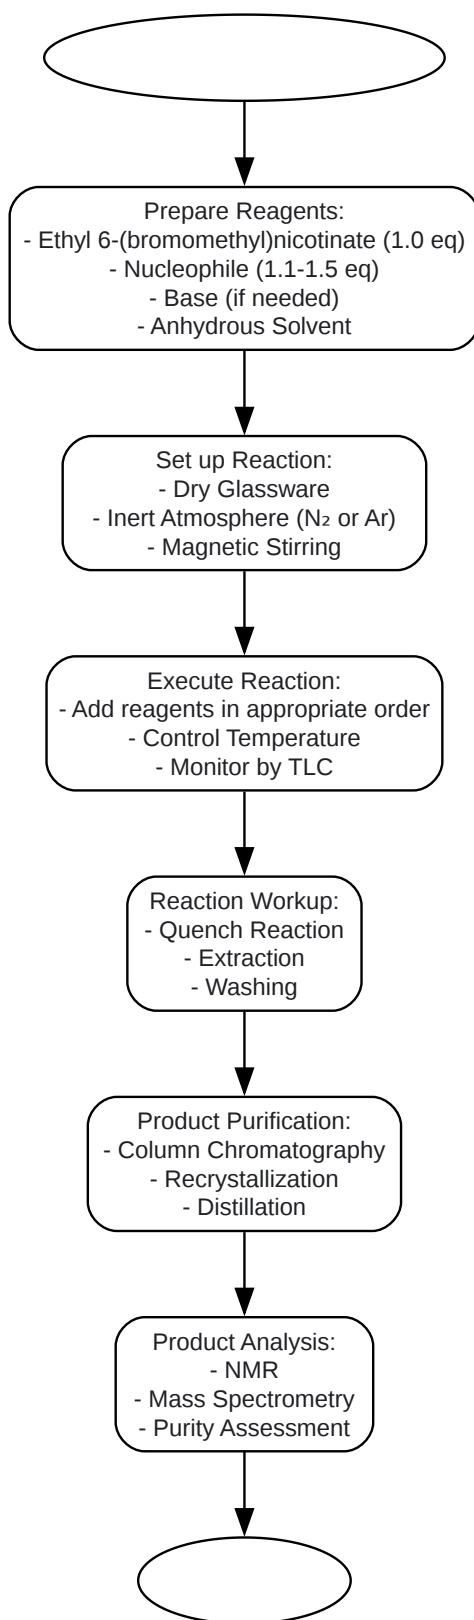 Prepare Reagents:
- Ethyl 6-(bromomethyl)nicotinate (1.0 eq)
- Nucleophile (1.1-1.5 eq)
- Base (if needed)
- Anhydrous Solvent
Set up Reaction:
- Dry Glassware
- Inert Atmosphere (N₂ or Ar)
- Magnetic Stirring
Execute Reaction:
- Add reagents in appropriate order
- Control Temperature
- Monitor by TLC
Reaction Workup:
- Quench Reaction
- Extraction
- Washing
Product Purification:
- Column Chromatography
- Recrystallization
- Distillation
Product Analysis:
- NMR
- Mass Spectrometry
- Purity Assessment